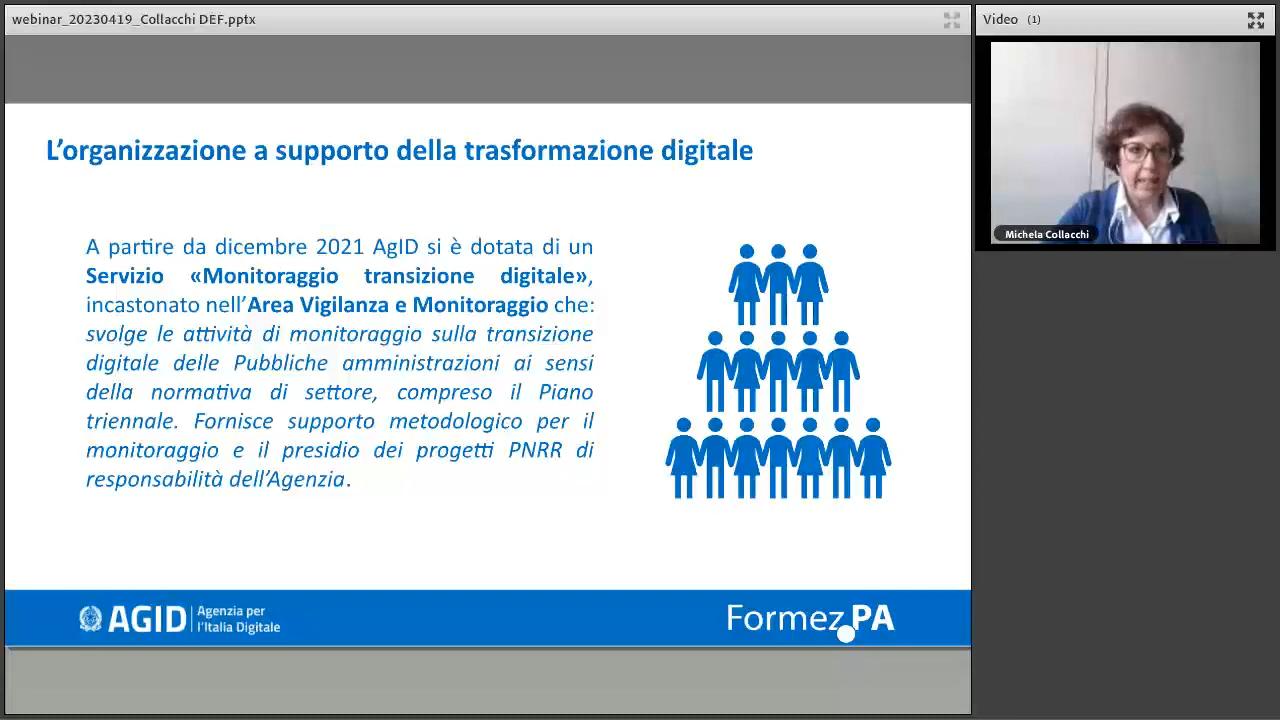 webinar_20230419_Collacchi DEF.pptx
Video (1)
L'organizzazione a supporto della trasformazione digitale
A partire da dicembre 2021 AgID si è dotata di un
Servizio «Monitoraggio transizione digitale»,
incastonato nell'Area Vigilanza e Monitoraggio che:
svolge le attività di monitoraggio sulla transizione
digitale delle Pubbliche amministrazioni ai sensi
della normativa di settore, compreso il Piano
triennale. Fornisce supporto metodologico per il
monitoraggio e il presidio dei progetti PNRR di
responsabilità dell'Agenzia.
Michela Collacchi
AGID
Agenzia per
l'Italia Digitale
Formez PA